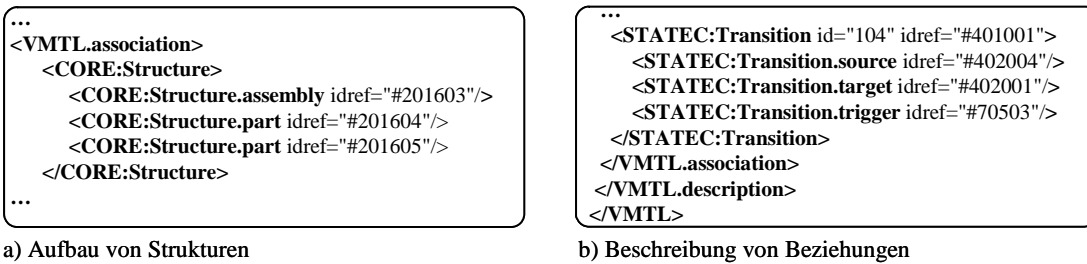 ...
<VMTL.association>
<CORE:Structure>
<CORE:Structure.assembly idref="#201603"/>
<CORE:Structure.part idref="#201604"/>
<CORE:Structure.part idref="#201605"/>
</CORE:Structure>
...
a) Aufbau von Strukturen
...
<STATEC:Transition id="104" idref="#401001">
<STATEC:Transition.source idref="#402004"/>
<STATEC:Transition.target idref="#402001"/>
<STATEC:Transition.trigger idref="#70503"/>
</STATEC:Transition>
</VMTL.association>
</VMTL.description>
</VMTL>
b) Beschreibung von Beziehungen